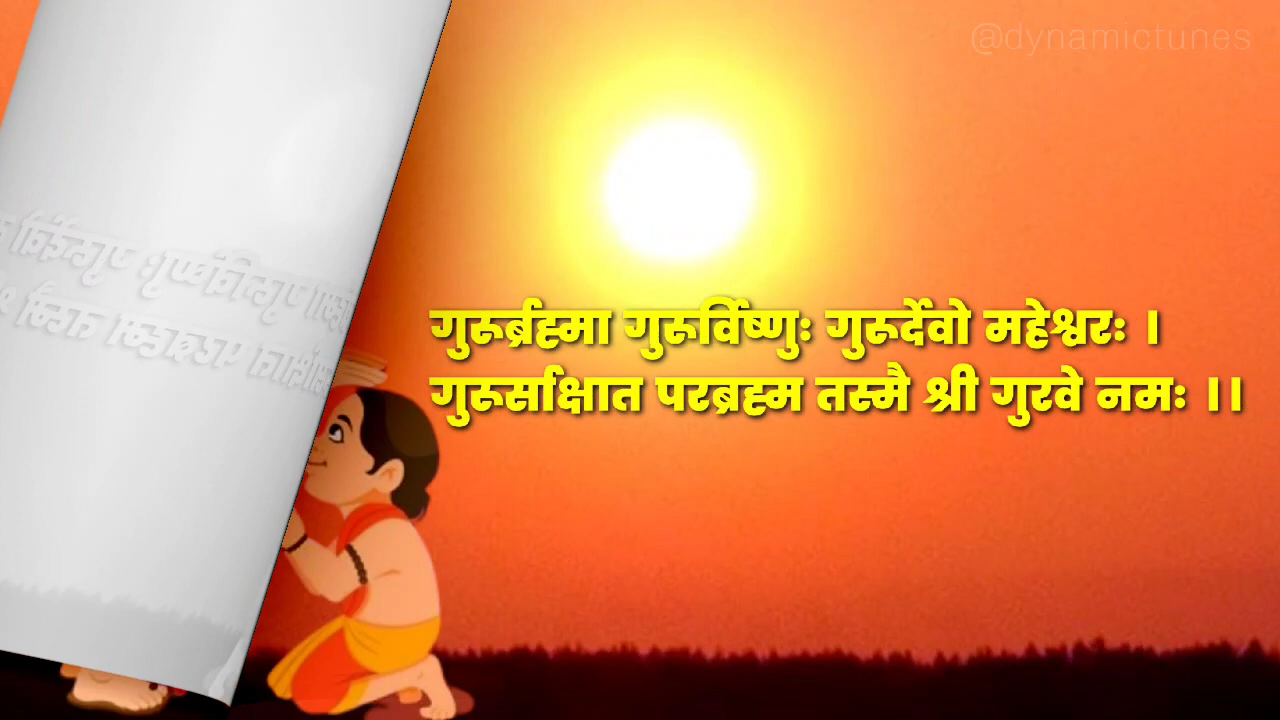 @dynamictunes
गुरूर्ब्रह्मा गुरूर्विष्णुः गुरूर्देवो महेश्वरः ।
गुरूर्साक्षात परब्रह्म तस्मै श्री गुरवे नमः ।।